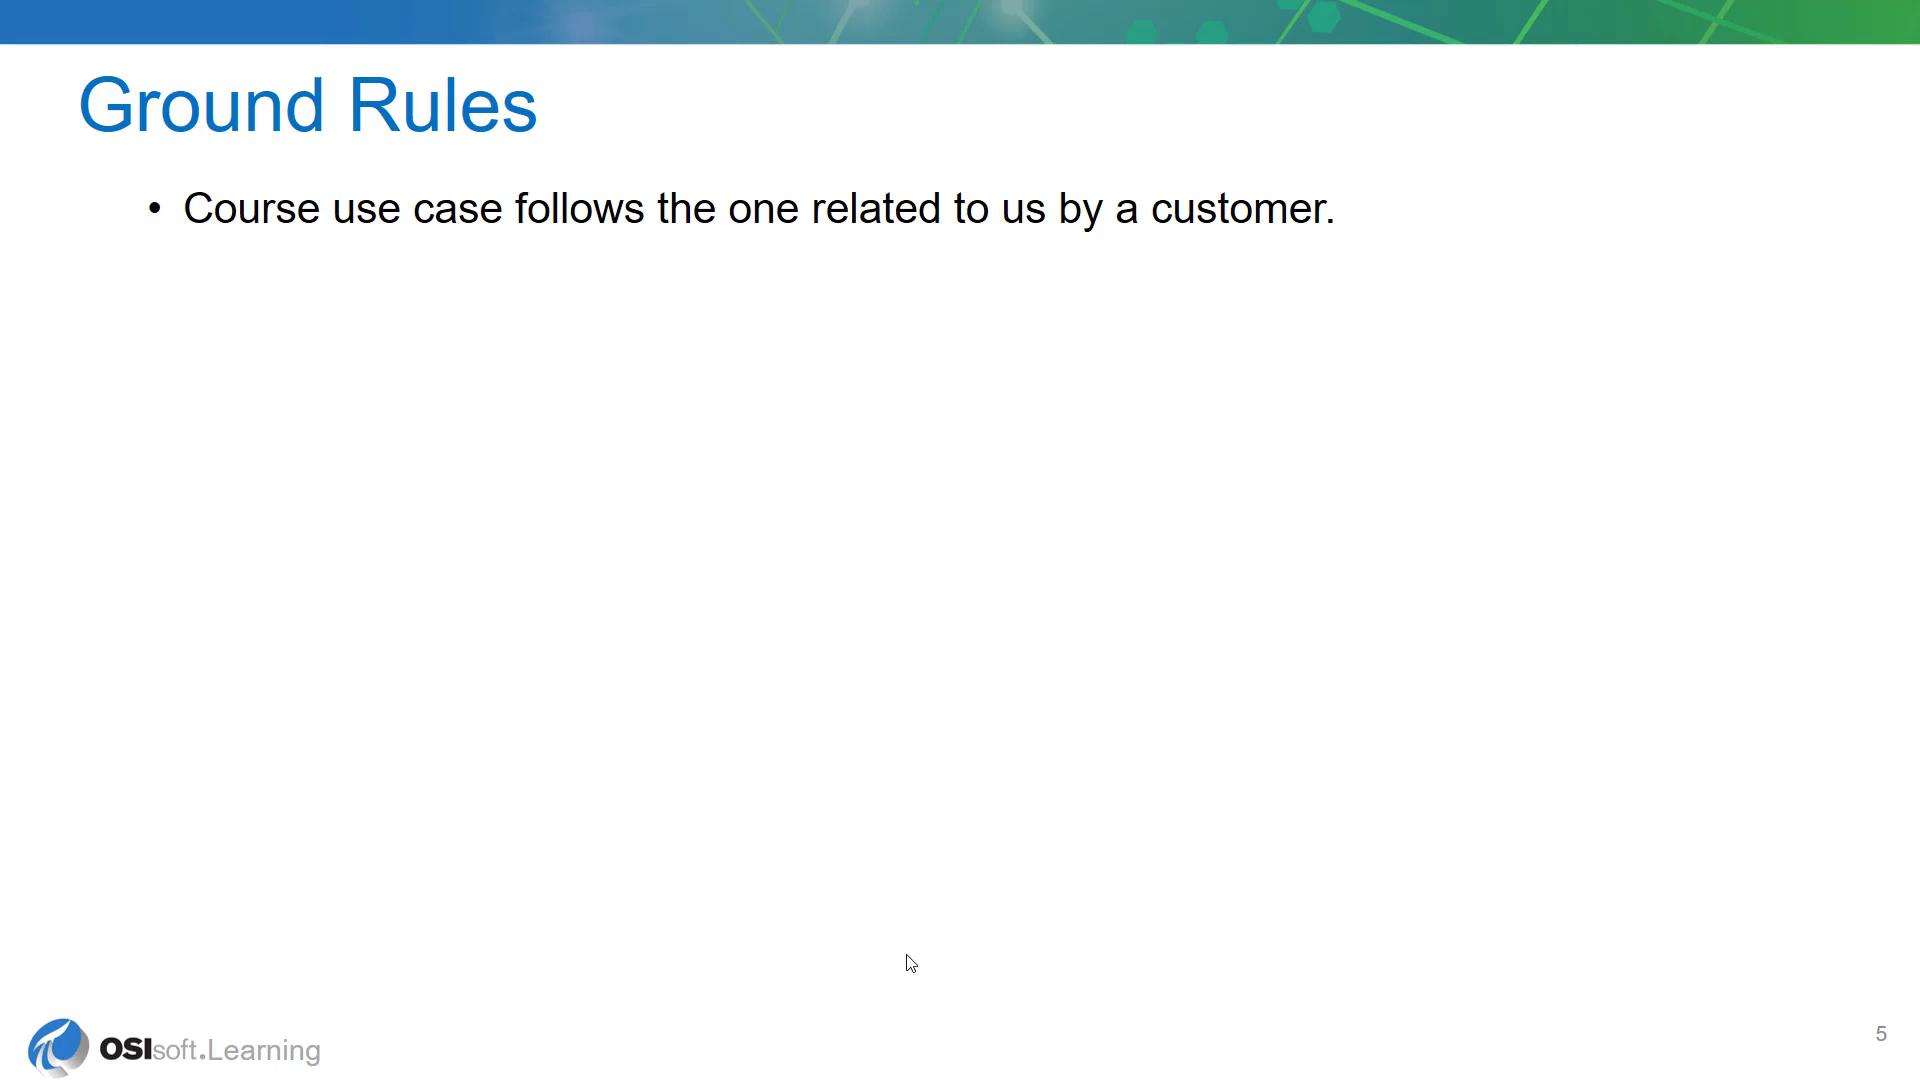 Ground Rules
• Course use case follows the one related to us by a customer.
OSIsoft.Learning
5